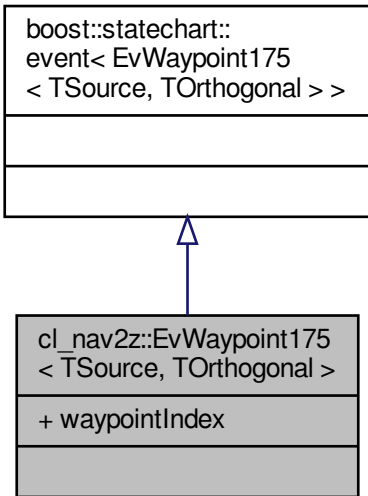 boost::statechart::
event< EvWaypoint175
< TSource, TOrthogonal > >
cl_nav2z::EvWaypoint175
< TSource, TOrthogonal >
+ waypointIndex